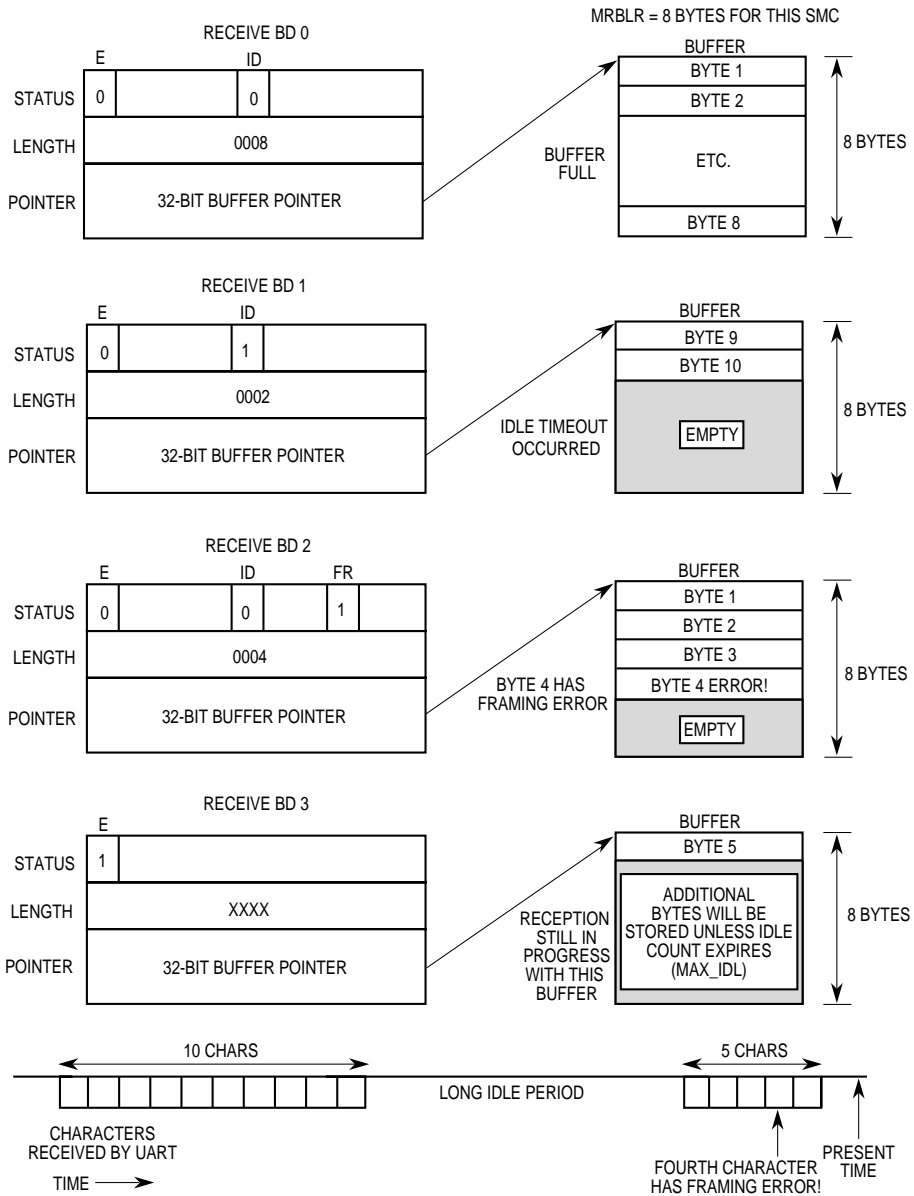 MRBLR = 8 BYTES FOR THIS SMC
RECEIVE BD 0
E ID
STATUS 0 0
LENGTH 0008
POINTER 32-BIT BUFFER POINTER
BUFFER
BYTE 1
BYTE 2
ETC.
BYTE 8
BUFFER
FULL
8 BYTES
RECEIVE BD 1
E ID
STATUS 0 1
LENGTH 0002
POINTER 32-BIT BUFFER POINTER
BUFFER
BYTE 9
BYTE 10
EMPTY
IDLE TIMEOUT
OCCURRED
8 BYTES
RECEIVE BD 2
E ID FR
STATUS 0 0 1
LENGTH 0004
POINTER 32-BIT BUFFER POINTER
BUFFER
BYTE 1
BYTE 2
BYTE 3
BYTE 4 ERROR!
EMPTY
BYTE 4 HAS
FRAMING ERROR
8 BYTES
RECEIVE BD 3
E
STATUS 1
LENGTH XXXX
POINTER 32-BIT BUFFER POINTER
BUFFER
BYTE 5
ADDITIONAL
BYTES WILL BE
STORED UNLESS IDLE
COUNT EXPIRES
(MAX_IDL)
RECEPTION
STILL IN
PROGRESS
WITH THIS
BUFFER
8 BYTES
10 CHARS
5 CHARS
LONG IDLE PERIOD
CHARACTERS
RECEIVED BY UART
TIME
FOURTH CHARACTER
HAS FRAMING ERROR!
PRESENT
TIME